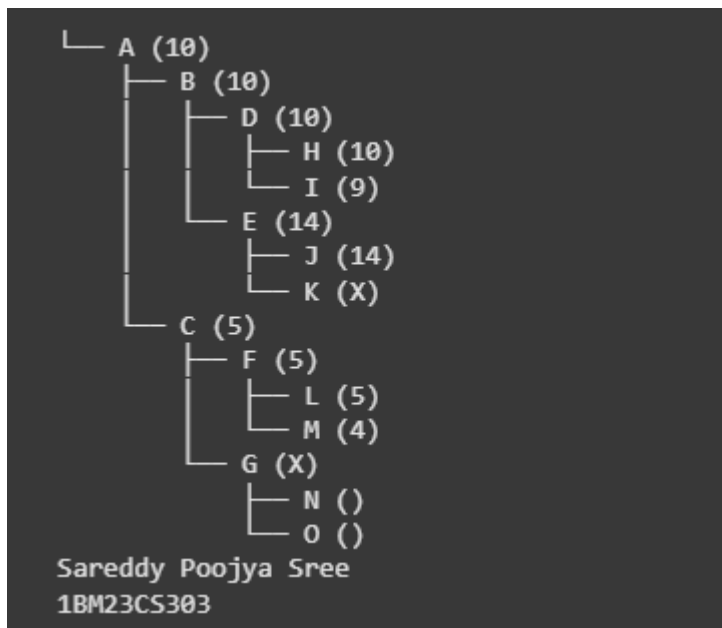 └── A (10)
    ├── B (10)
    │   ├── D (10)
    │   │   ├── H (10)
    │   │   └── I (9)
    │   └── E (14)
    │       ├── J (14)
    │       └── K (X)
    └── C (5)
        ├── F (5)
        │   ├── L (5)
        │   └── M (4)
        └── G (X)
            ├── N ()
            └── O ()
Sareddy Poojya Sree
1BM23CS303